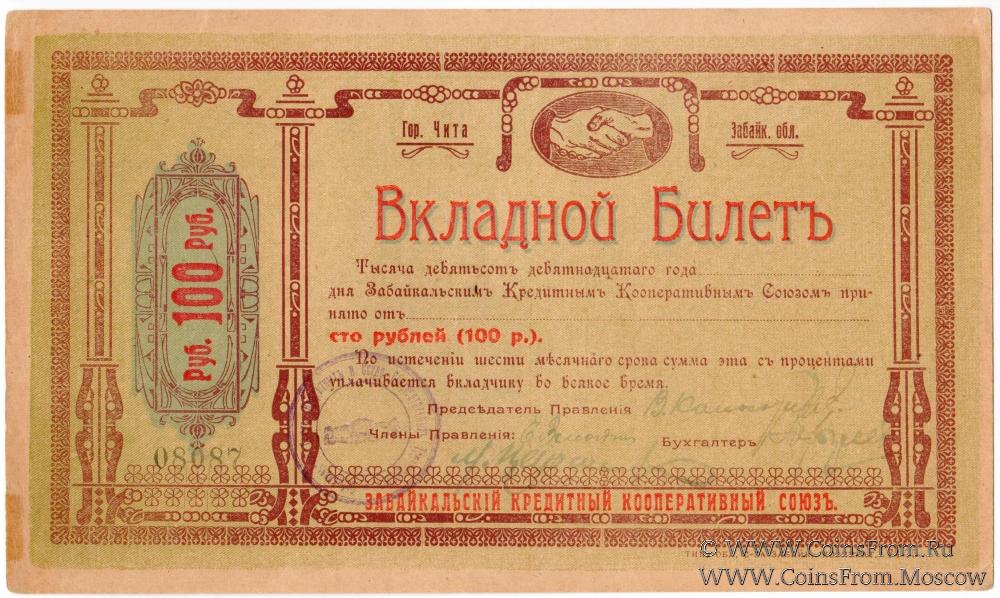 Гор. Чита
Забайк. обл.
Вкладной Билетъ
Руб. 100 Руб.
Тысяча девятьсотъ девятнадцатаго года
дня Забайкальскимъ Кредитнымъ Кооперативнымъ Союзомъ при-
нято отъ
сто рублей (100 р.).
По истеченіи шести мѣсячнаго срока сумма эта съ процентами
уплачивается вкладчику во всякое время.
Предсѣдатель Правленія
Члены Правленія:
Бухгалтеръ
08087
ЗАБАЙКАЛЬСКІЙ КРЕДИТНЫЙ КООПЕРАТИВНЫЙ СОЮЗЪ.
© WWW.CoinsFrom.Ru
WWW.CoinsFrom.Moscow